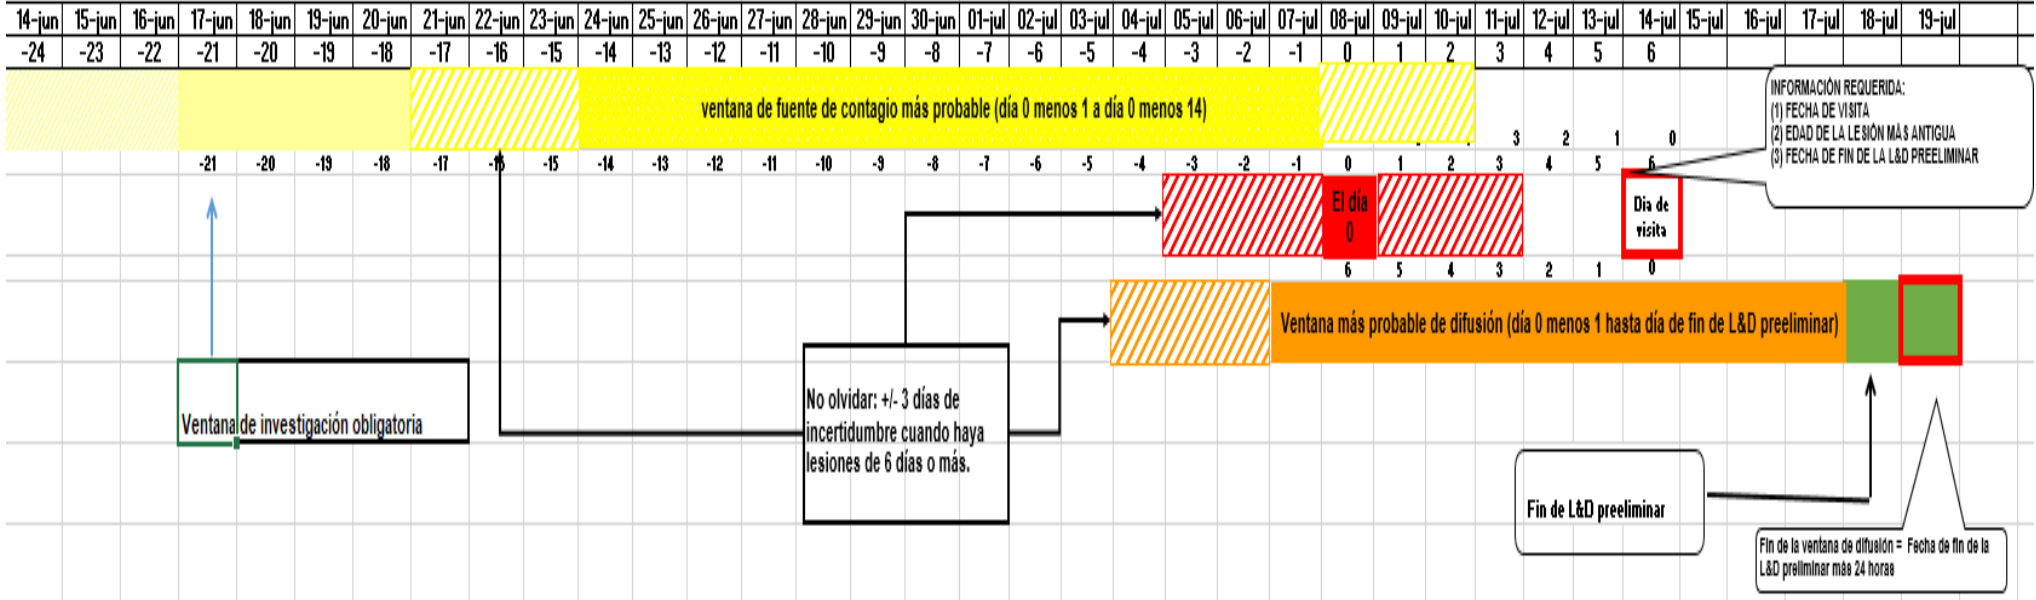 14-jun 15-jun 16-jun 17-jun 18-jun 19-jun 20-jun 21-jun 22-jun 23-jun 24-jun 25-jun 26-jun 27-jun 28-jun 29-jun 30-jun 01-jul 02-jul 03-jul 04-jul 05-jul 06-jul 07-jul 08-jul 09-jul 10-jul 11-jul 12-jul 13-jul 14-jul 15-jul 16-jul 17-jul 18-jul 19-jul
-24 -23 -22 -21 -20 -19 -18 -17 -16 -15 -14 -13 -12 -11 -10 -9 -8 -7 -6 -5 -4 -3 -2 -1 0 1 2 3 4 5 6
ventana de fuente de contagio más probable (día 0 menos 1 a día 0 menos 14)
3 2 1 0
-21 -20 -19 -18 -17 -16 -15 -14 -13 -12 -11 -10 -9 -8 -7 -6 -5 -4 -3 -2 -1 0 1 2 3 4 5 6
INFORMACIÓN REQUERIDA:
(1) FECHA DE VISITA
(2) EDAD DE LA LESIÓN MÁS ANTIGUA
(3) FECHA DE FIN DE LA L&D PREELIMINAR
El día
0
Dia de
visita
6 5 4 3 2 1 0
Ventana más probable de difusión (día 0 menos 1 hasta día de fin de L&D preeliminar)
Ventana de investigación obligatoria
No olvidar: +/- 3 días de
incertidumbre cuando haya
lesiones de 6 días o más.
Fin de L&D preeliminar
Fin de la ventana de difusión = Fecha de fin de la
L&D preliminar más 24 horas